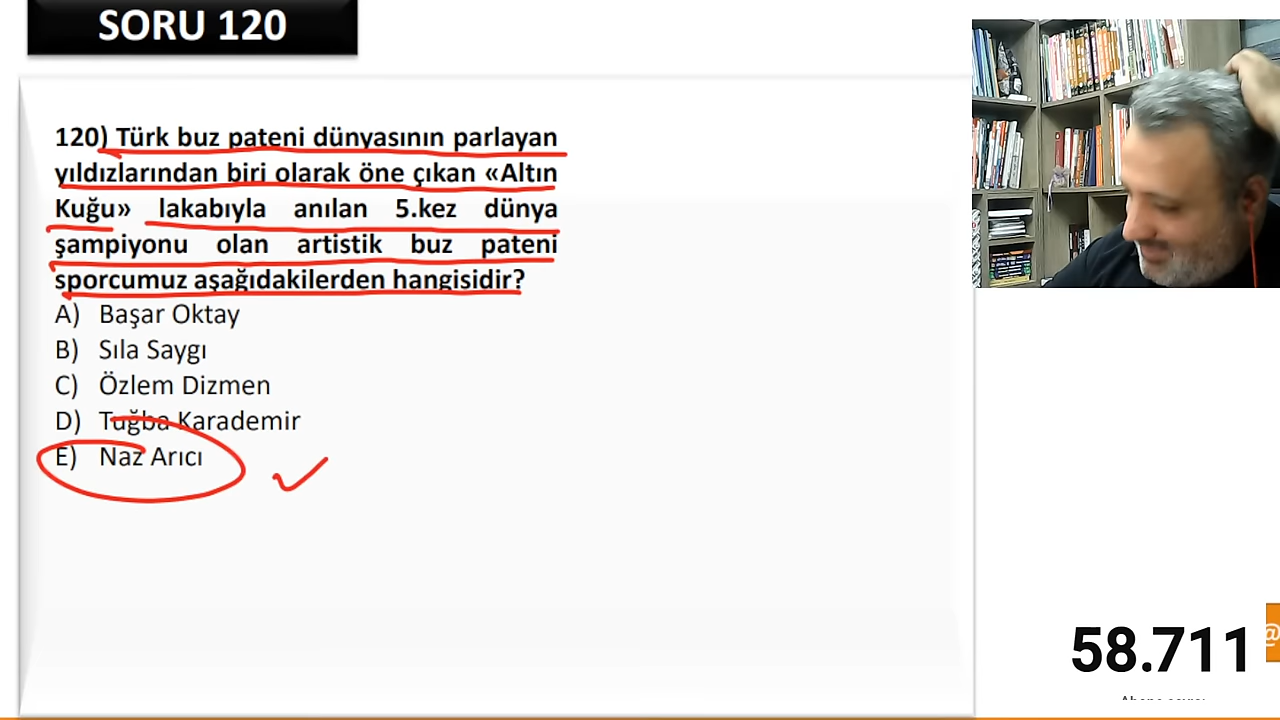 SORU 120
120) Türk buz pateni dünyasının parlayan
yıldızlarından biri olarak öne çıkan «Altın
Kuğu» lakabıyla anılan 5.kez dünya
şampiyonu olan artistik buz pateni
sporcumuz aşağıdakilerden hangisidir?
A) Başar Oktay
B) Sıla Saygı
C) Özlem Dizmen
D) Tuğba Karademir
E) Naz Arıcı
58.711
@